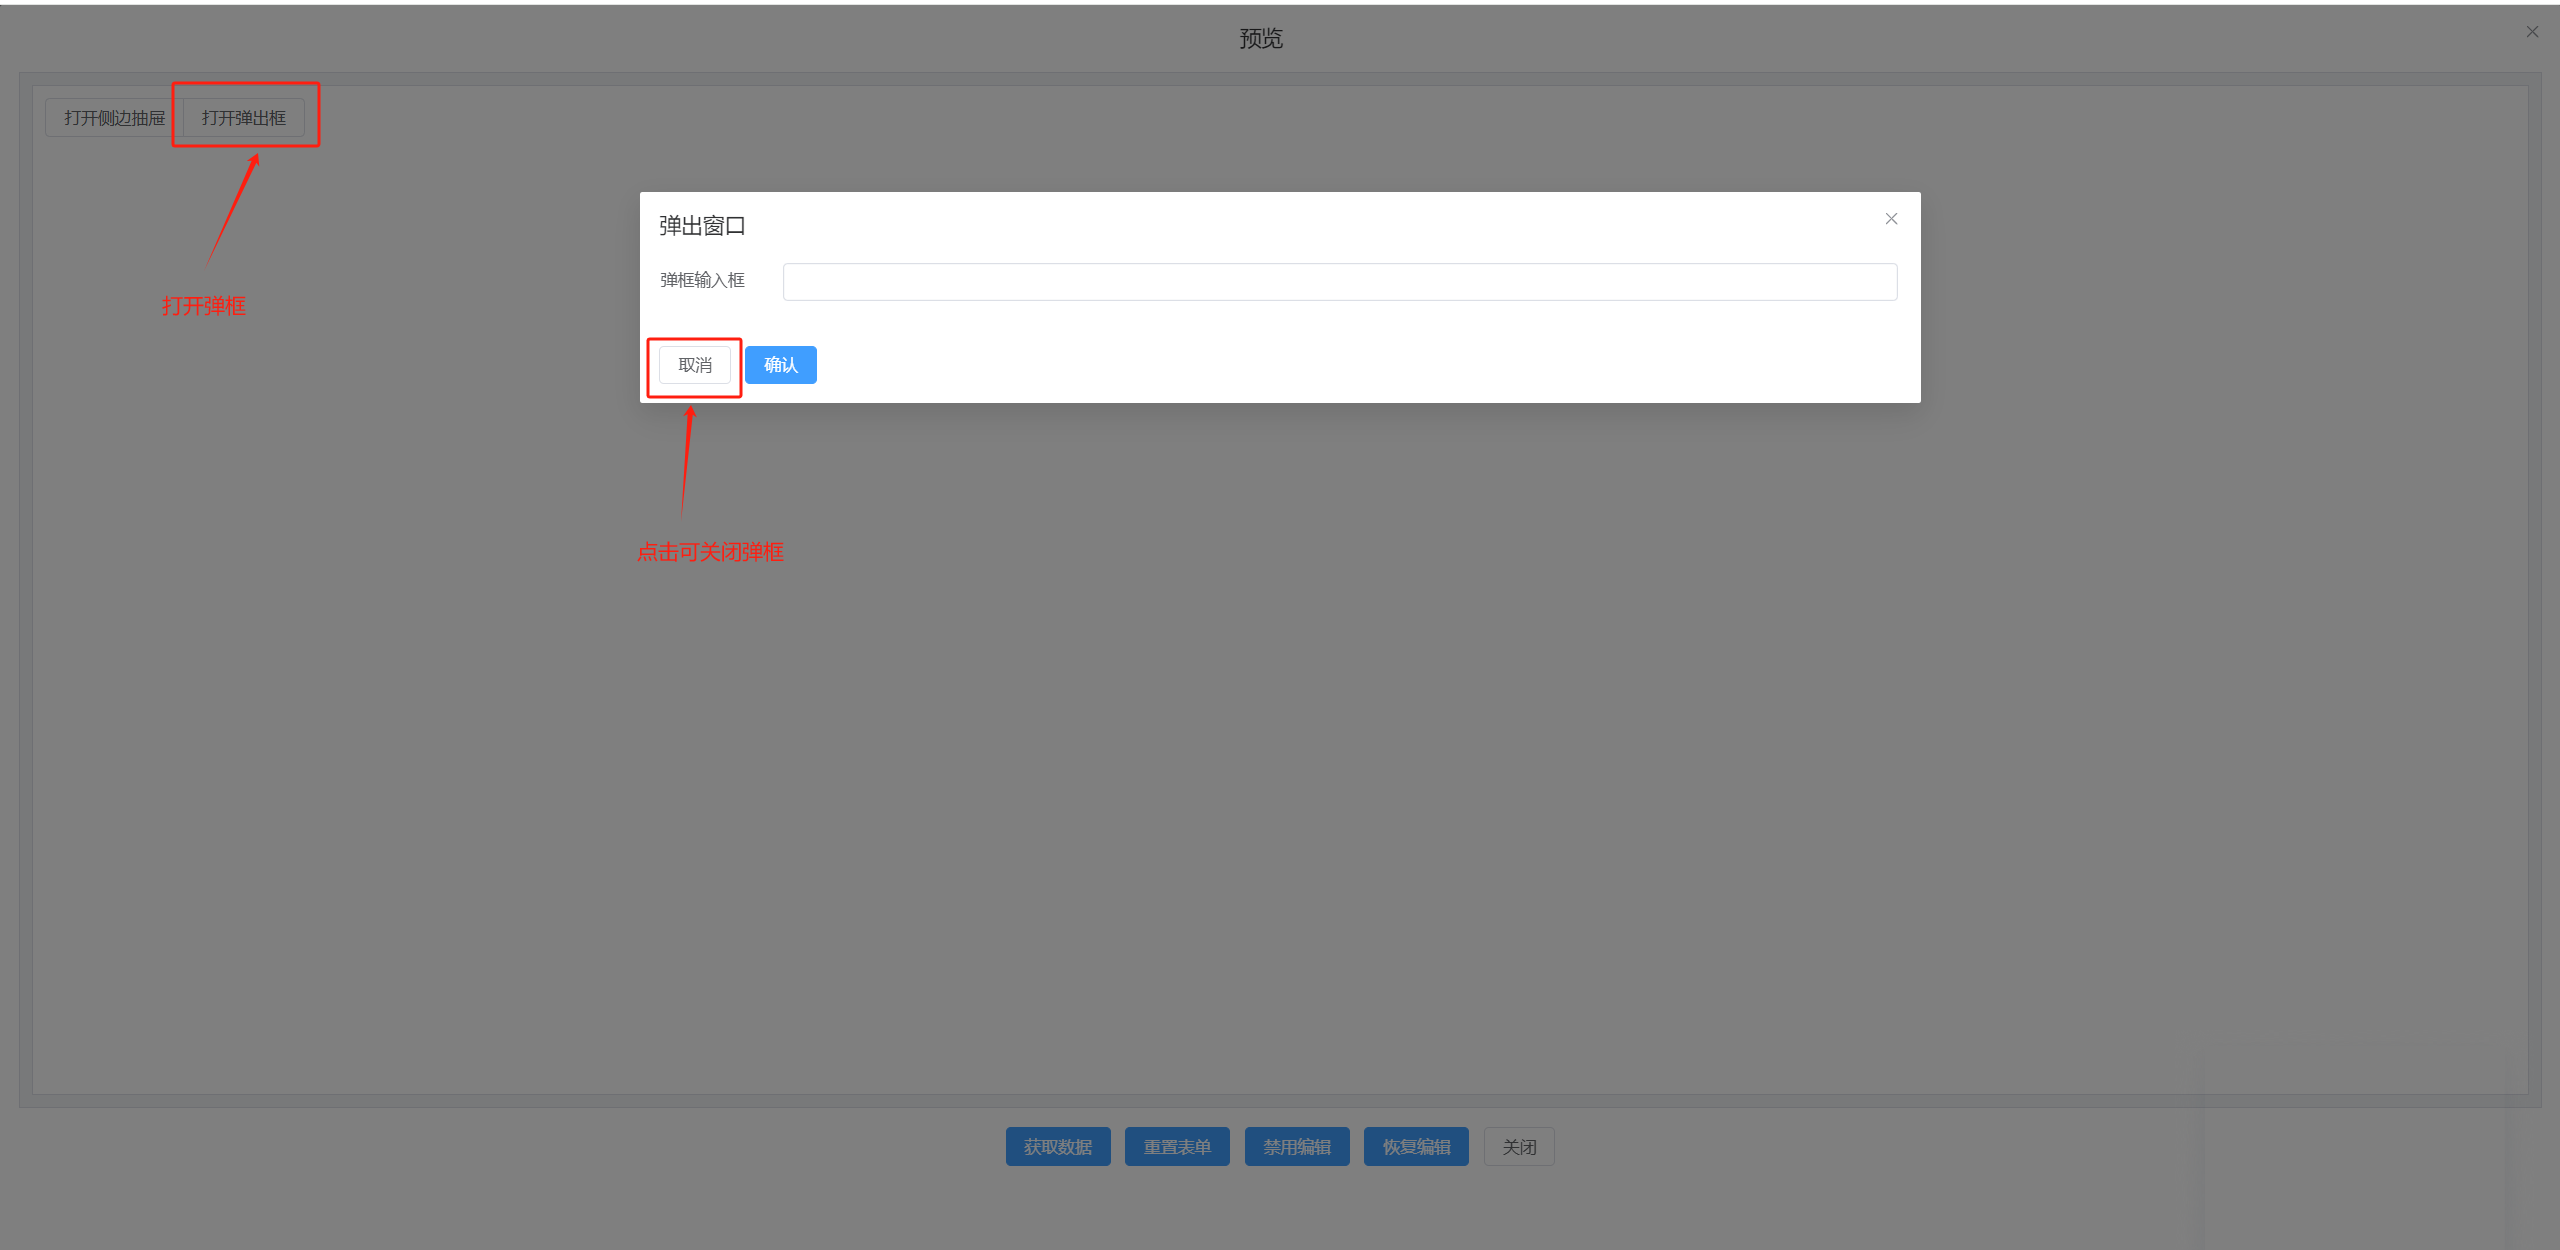 预览
打开侧边抽屉
打开弹出框
弹出窗口
弹框输入框
打开弹框
取消
确认
点击可关闭弹框
获取数据
重置表单
禁用编辑
恢复编辑
关闭